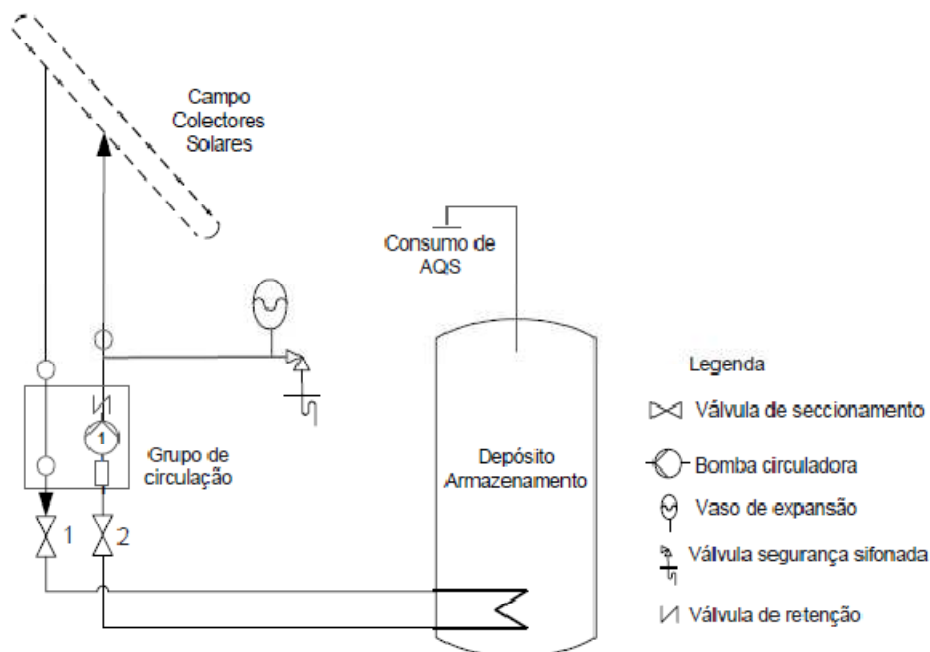 Campo
Colectores
Solares
Consumo de
AQS
Legenda
Válvula de seccionamento
1
Depósito
Armazenamento
Grupo de
circulação
Bomba circuladora
Vaso de expansão
1
2
Válvula segurança sifonada
Válvula de retenção